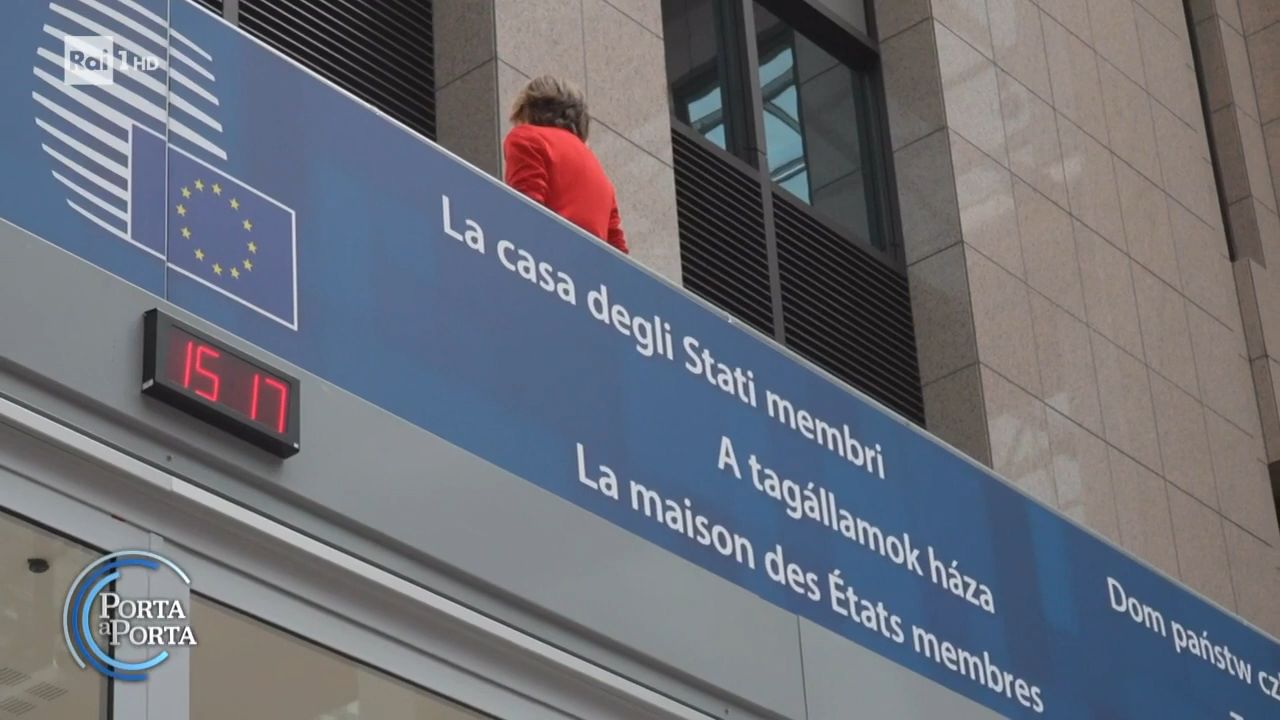 Rai 1 HD
La casa degli Stati membri
A tagállamok háza
La maison des États membres
Dom państw
15 17
PORTA
a PORTA